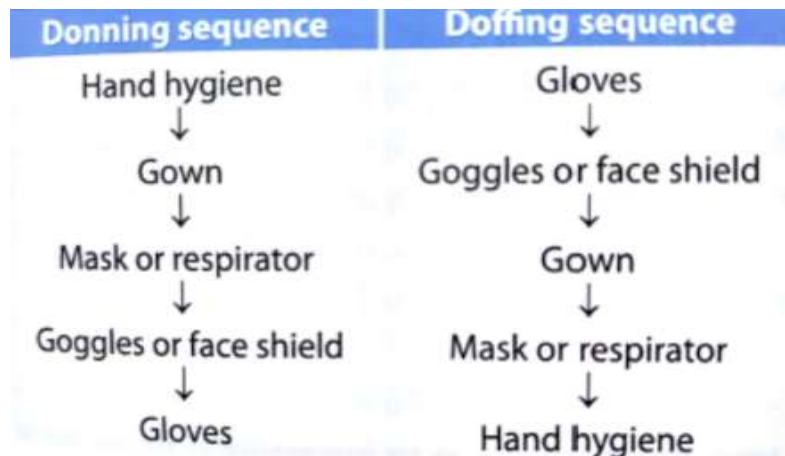 Donning sequence
Hand hygiene
↓
Gown
↓
Mask or respirator
↓
Goggles or face shield
↓
Gloves
Doffing sequence
Gloves
↓
Goggles or face shield
↓
Gown
↓
Mask or respirator
↓
Hand hygiene